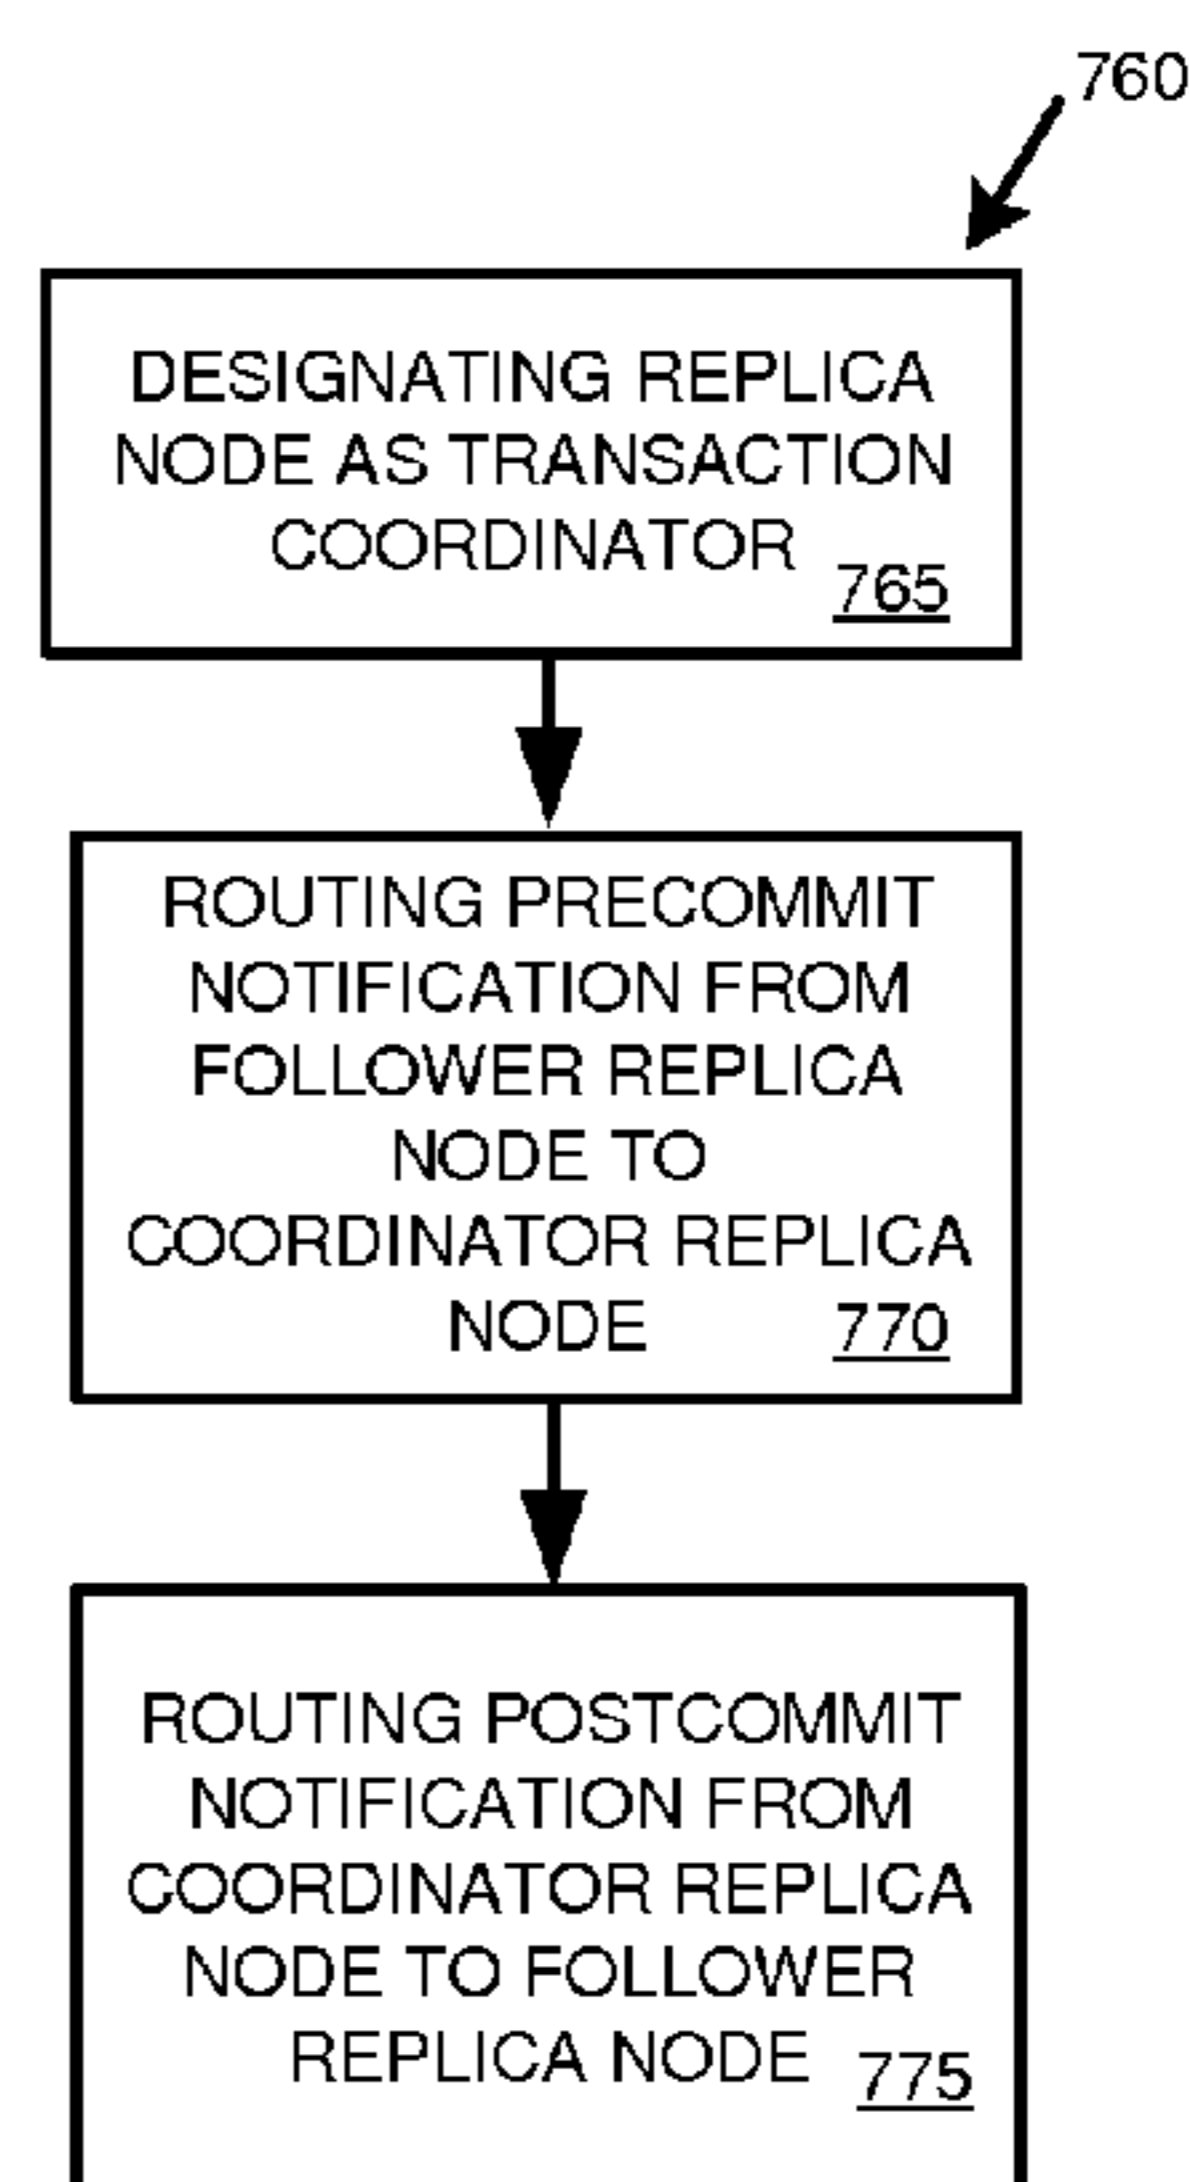 760
DESIGNATING REPLICA
NODE AS TRANSACTION
COORDINATOR
765
ROUTING PRECOMMIT
NOTIFICATION FROM
FOLLOWER REPLICA
NODE TO
COORDINATOR REPLICA
NODE 770
ROUTING POSTCOMMIT
NOTIFICATION FROM
COORDINATOR REPLICA
NODE TO FOLLOWER
REPLICA NODE
775